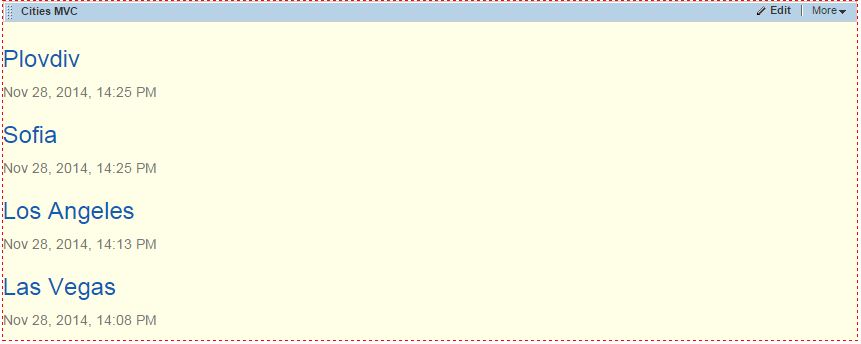 Cities MVC Edit More
Plovdiv
Nov 28, 2014, 14:25 PM
Sofia
Nov 28, 2014, 14:25 PM
Los Angeles
Nov 28, 2014, 14:13 PM
Las Vegas
Nov 28, 2014, 14:08 PM